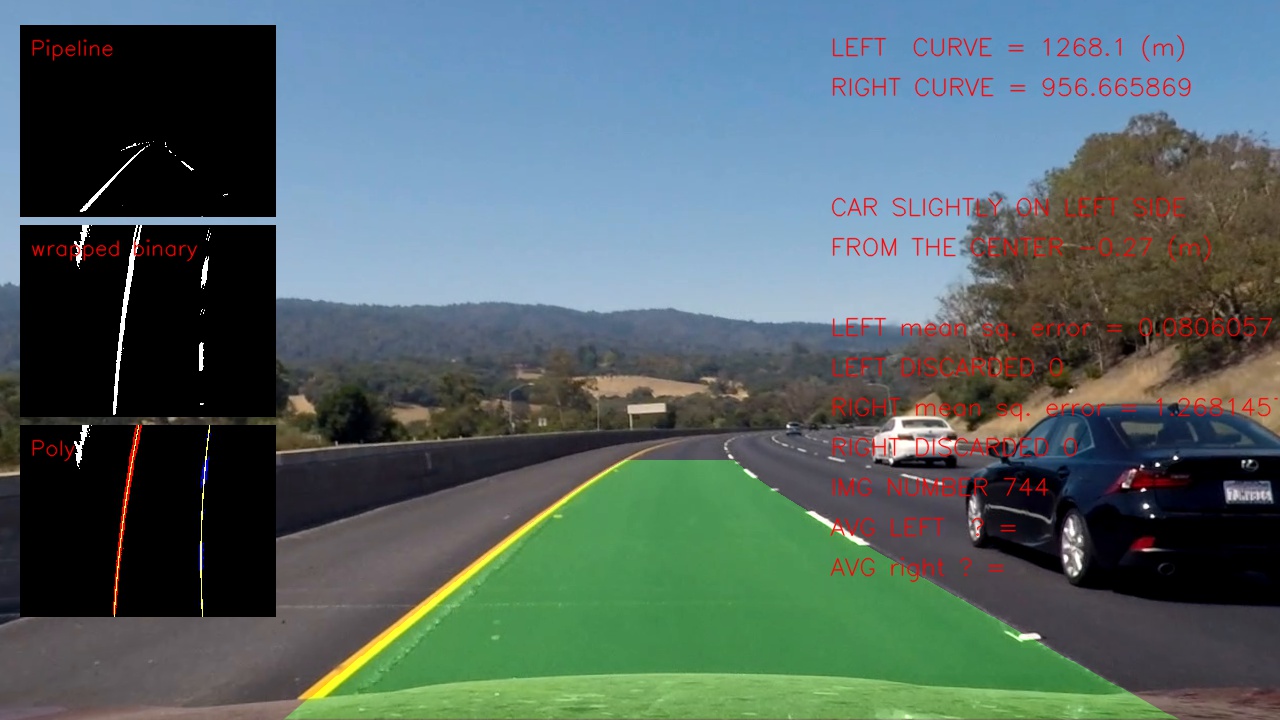 Pipeline
wrapped binary
Poly
LEFT CURVE = 1268.1 (m)
RIGHT CURVE = 956.665869
CAR SLIGHTLY ON LEFT SIDE
FROM THE CENTER -0.27 (m)
LEFT mean sq. error = 0.0806057
LEFT DISCARDED 0
RIGHT mean sq. error = 1.268145
RIGHT DISCARDED 0
IMG NUMBER 744
AVG LEFT ? =
AVG right ? =